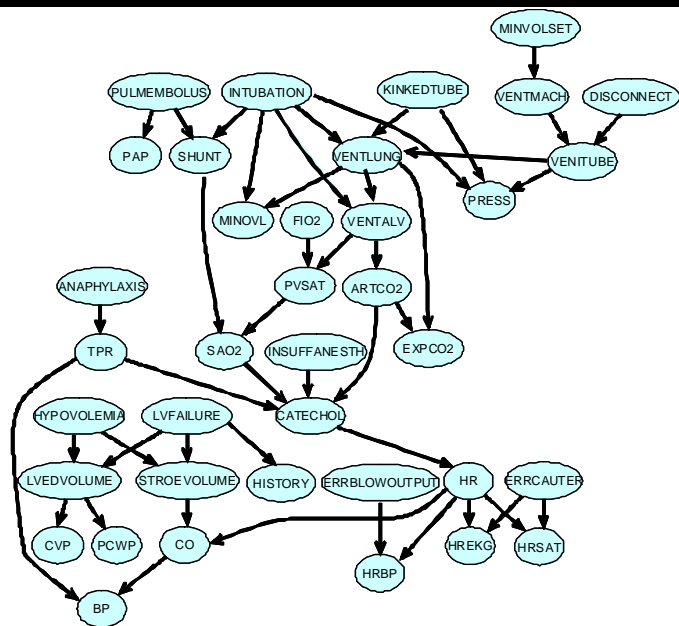 MINVOLSET
PULMEMBOLUS
INTUBATION
KINKEDTUBE
VENTMACH
DISCONNECT
PAP
SHUNT
VENTLUNG
VENITUBE
PRESS
MINOVL
FIO2
VENTALV
ANAPHYLAXIS
PVSAT
ARTCO2
TPR
SAO2
INSUFFANESTH
EXPCO2
HYPOVOLEMIA
LVFAILURE
CATECHOL
LVEDVOLUME
STROEVOLUME
HISTORY
ERRBLOWOUTPUT
HR
ERRCAUTER
CVP
PCWP
CO
HREKG
HRSAT
HRBP
BP